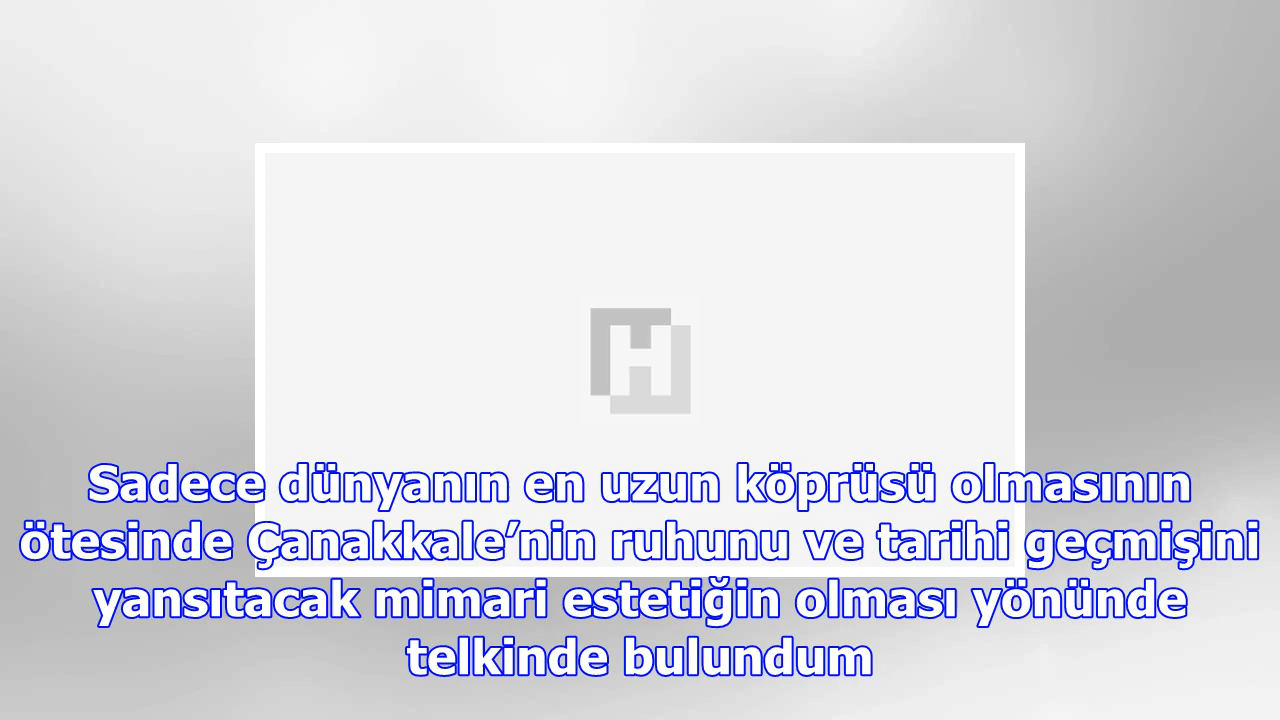 Sadece dünyanın en uzun köprüsü olmasının
ötesinde Çanakkale’nin ruhunu ve tarihi geçmişini
yansıtacak mimari estetiğin olması yönünde
telkinde bulundum